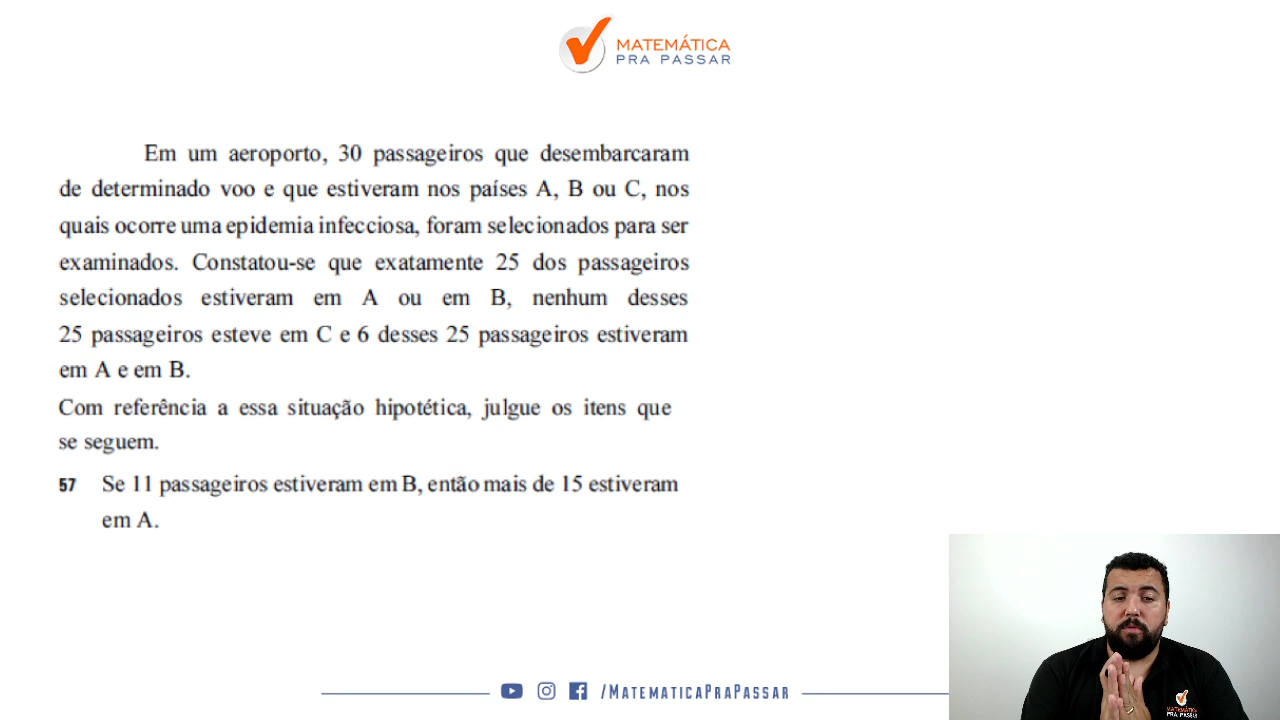 MATEMÁTICA
PRA PASSAR
Em um aeroporto, 30 passageiros que desembarcaram
de determinado voo e que estiveram nos países A, B ou C, nos
quais ocorre uma epidemia infecciosa, foram selecionados para ser
examinados. Constatou-se que exatamente 25 dos passageiros
selecionados estiveram em A ou em B, nenhum desses
25 passageiros esteve em C e 6 desses 25 passageiros estiveram
em A e em B.
Com referência a essa situação hipotética, julgue os itens que
se seguem.
57 Se 11 passageiros estiveram em B, então mais de 15 estiveram
em A.
/MATEMATICAPRAPASSAR
MATEMÁTICA
PRA PASSAR